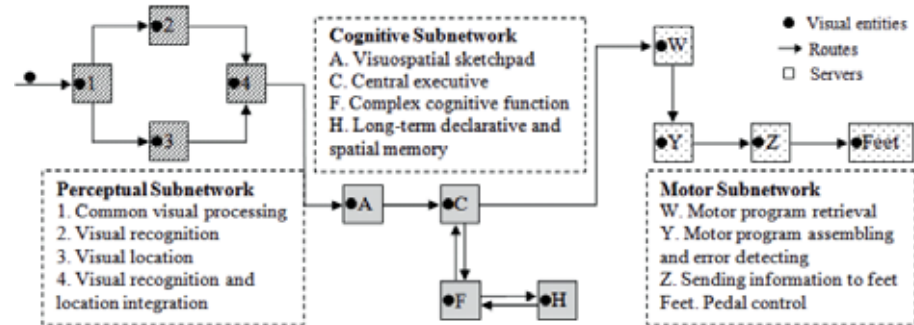 2
1
4
3
Cognitive Subnetwork
A. Visuospatial sketchpad
C. Central executive
F. Complex cognitive function
H. Long-term declarative and
spatial memory
W
Visual entities
Routes
Servers
Y
Z
Feet
Perceptual Subnetwork
1. Common visual processing
2. Visual recognition
3. Visual location
4. Visual recognition and
location integration
A
C
F
H
Motor Subnetwork
W. Motor program retrieval
Y. Motor program assembling
and error detecting
Z. Sending information to feet
Feet. Pedal control